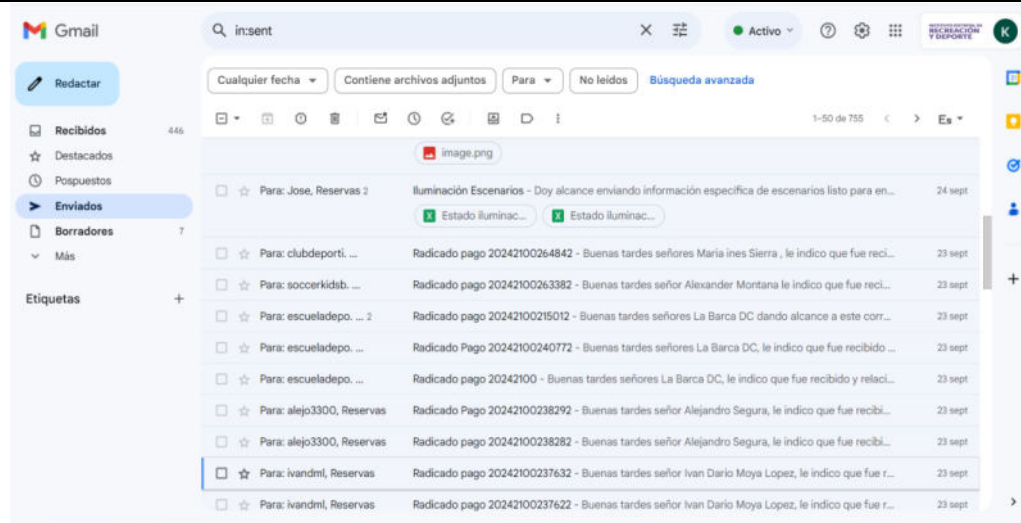 Gmail
in:sent
Activo
RECREACIÓN
Y DEPORTE
K
Redactar
Cualquier fecha
Contiene archivos adjuntos
Para
No leídos
Búsqueda avanzada
1–50 de 755
Es
Recibidos 446
Destacados
Pospuestos
Enviados
Borradores 7
Más
Etiquetas
image.png
Para: Jose, Reservas 2 Iluminación Escenarios - Doy alcance enviando información especifica de escenarios listo para en... 24 sept
Estado iluminac... Estado iluminac...
Para: clubdeporti. ... Radicado pago 20242100264842 - Buenas tardes señores Maria ines Sierra , le indico que fue reci... 23 sept
Para: soccerkidsb. ... Radicado pago 20242100263382 - Buenas tardes señor Alexander Montana le indico que fue reci... 23 sept
Para: escueladepo. ... 2 Radicado pago 20242100215012 - Buenas tardes señores La Barca DC dando alcance a este corr... 23 sept
Para: escueladepo. ... Radicado Pago 20242100240772 - Buenas tardes señores La Barca DC, le indico que fue recibido ... 23 sept
Para: escueladepo. ... Radicado Pago 20242100 - Buenas tardes señores La Barca DC, le indico que fue recibido y relaci... 23 sept
Para: alejo3300, Reservas Radicado Pago 20242100238292 - Buenas tardes señor Alejandro Segura, le indico que fue recibi... 23 sept
Para: alejo3300, Reservas Radicado Pago 20242100238282 - Buenas tardes señor Alejandro Segura, le indico que fue recibi... 23 sept
Para: ivandml, Reservas Radicado Pago 20242100237632 - Buenas tardes señor Ivan Dario Moya Lopez, le indico que fue r... 23 sept
Para: ivandml, Reservas Radicado pago 20242100237622 - Buenas tardes señor Ivan Dario Moya Lopez, le indico que fue r... 23 sept